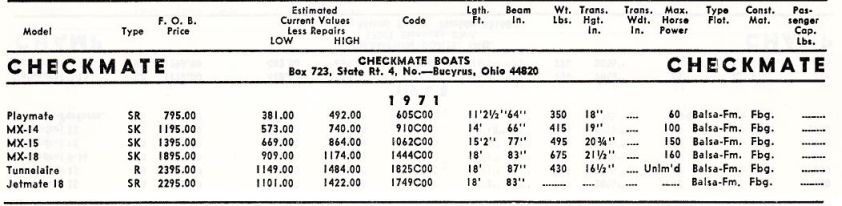 Estimated Lgth. Beam Wt. Trans. Trans. Max. Type Const. Pas-
F. O. B. Current Values Code Ft. In. Lbs. Hgt. Wdt. Horse Flot. Mat. senger
Model Type Price Less Repairs In. In. Power Cap.
LOW HIGH Lbs.
CHECKMATE CHECKMATE BOATS CHECKMATE
Box 723, State Rt. 4, No.—Bucyrus, Ohio 44820
1971
Playmate SR 795.00 381.00 492.00 605C00 11'2½" 64" 350 18" .... 60 Balsa-Fm. Fbg. ........
MX-14 SK 1195.00 573.00 740.00 910C00 14' 66" 415 19" .... 100 Balsa-Fm. Fbg. ........
MX-15 SK 1395.00 669.00 864.00 1062C00 15'2" 77" 495 20¾" .... 150 Balsa-Fm. Fbg. ........
MX-18 SK 1895.00 909.00 1174.00 1444C00 18' 83" 675 21½" .... 160 Balsa-Fm. Fbg. ........
Tunnelaire R 2395.00 1149.00 1484.00 1825C00 18' 87" 430 16½" .... Unlm'd Balsa-Fm. Fbg. ........
Jetmate 18 SR 2295.00 1101.00 1422.00 1749C00 18' 83" ........ .... .... ........ Balsa-Fm. Fbg. ........